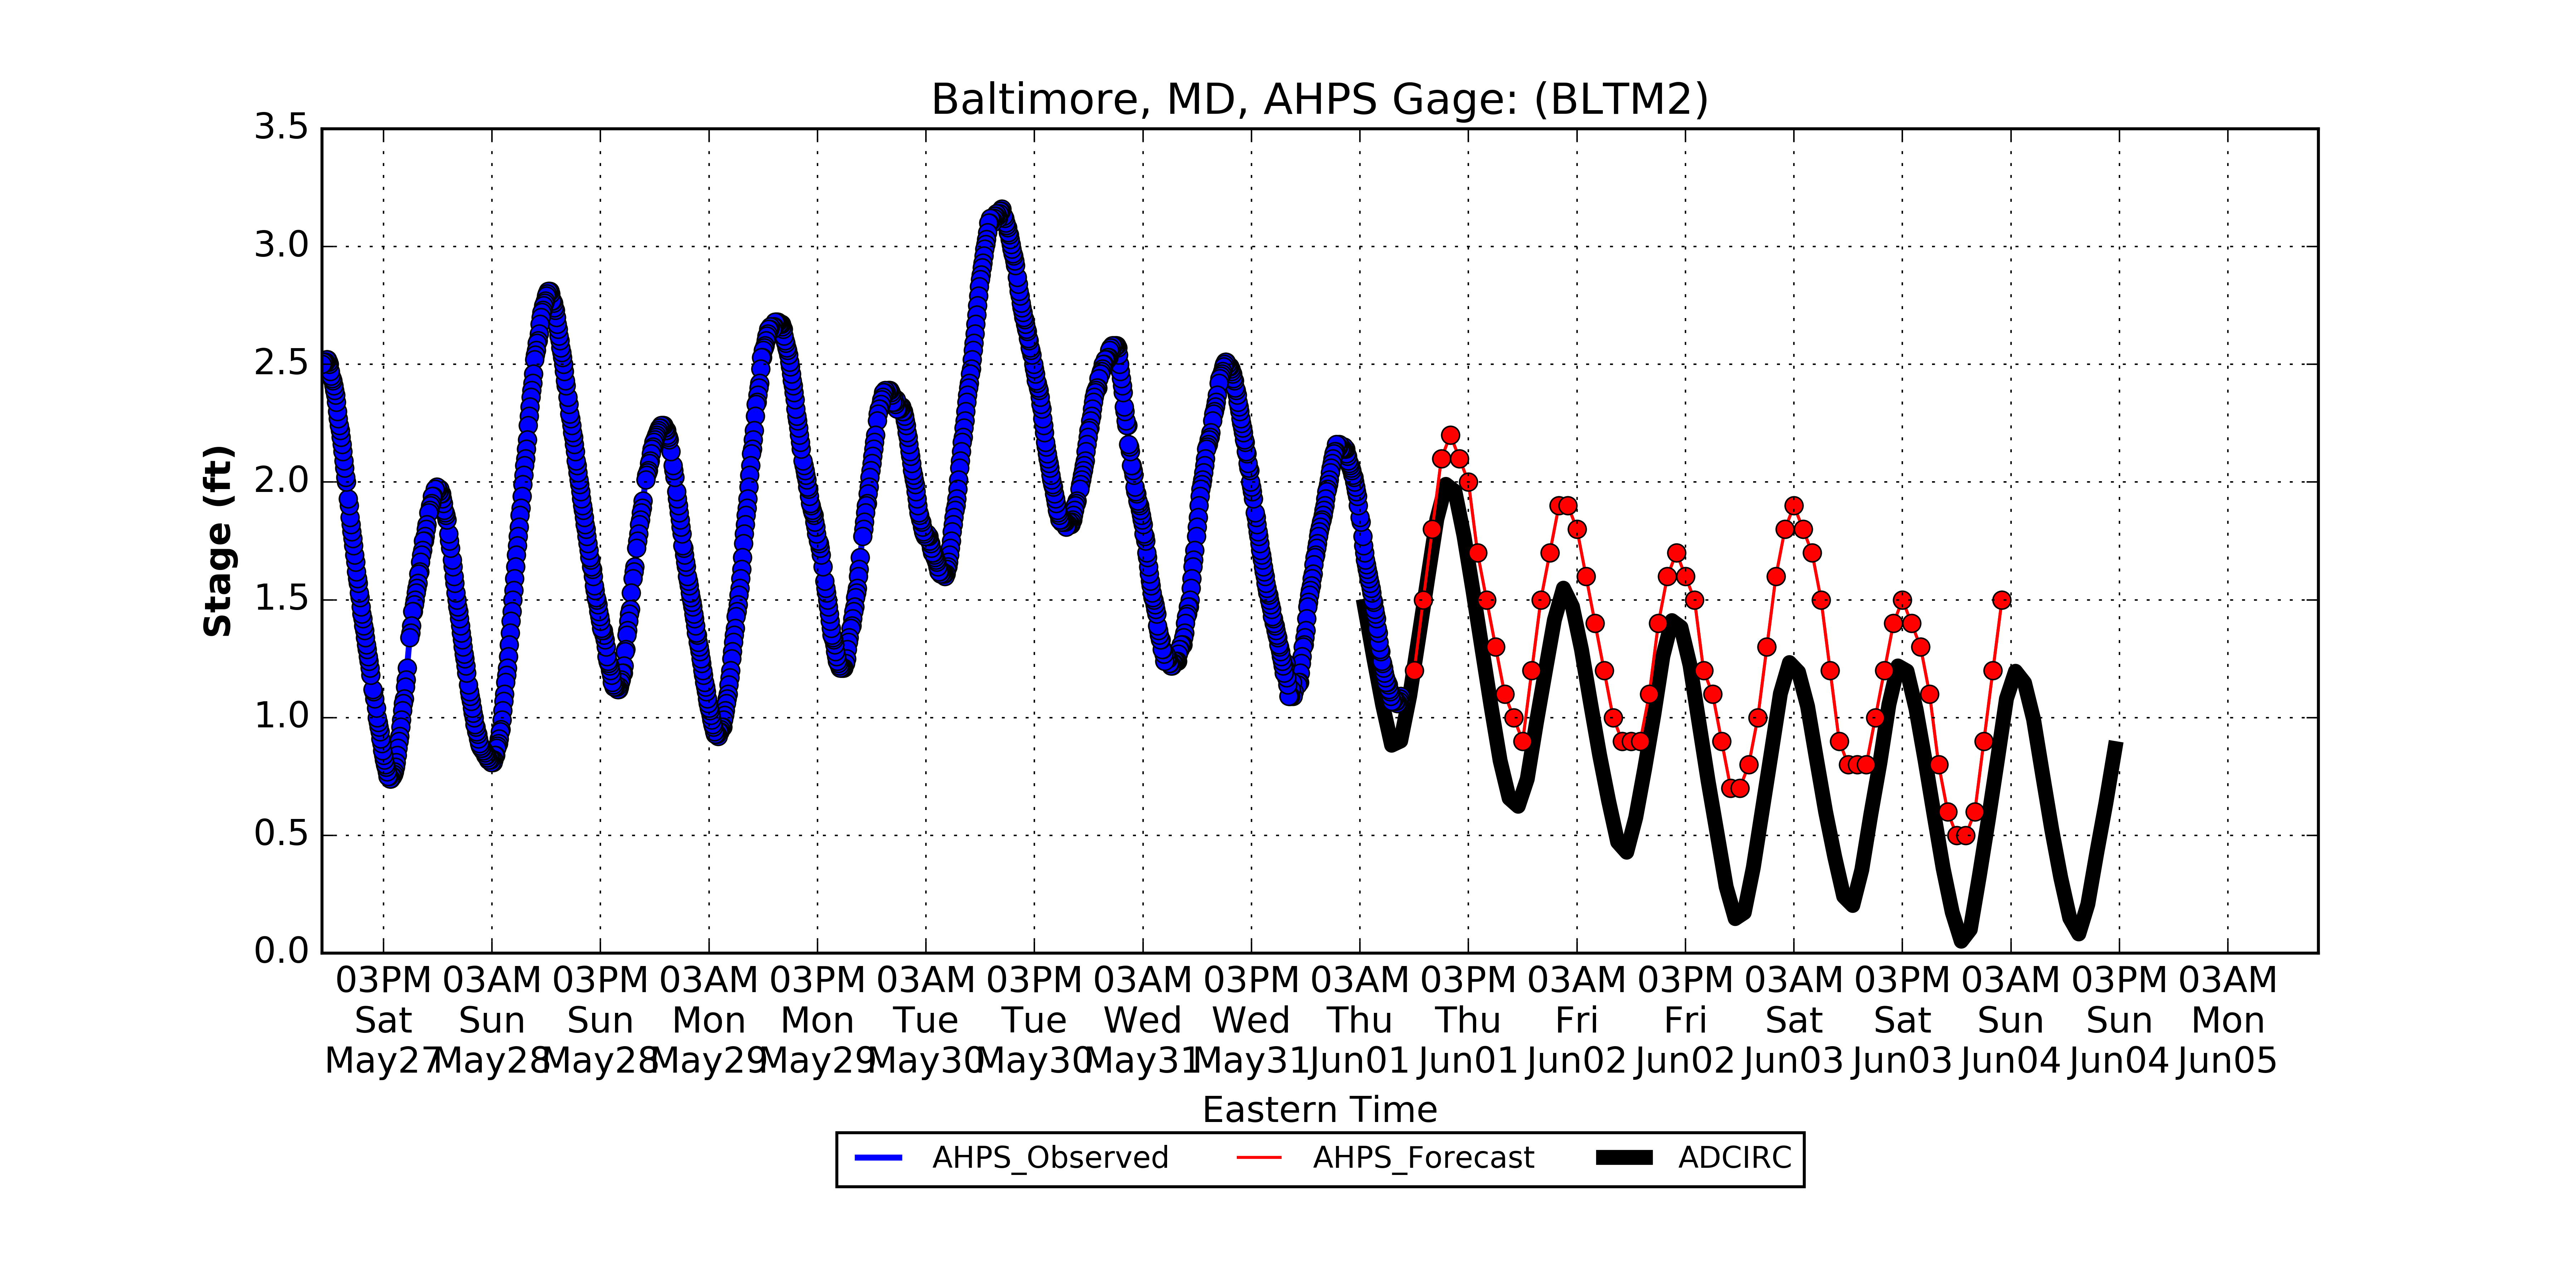 Baltimore, MD, AHPS Gage: (BLTM2)
3.5
3.0
2.5
2.0
1.5
1.0
0.5
0.0
Stage (ft)
03PM 03AM 03PM 03AM 03PM 03AM 03PM 03AM 03PM 03AM 03PM 03AM 03PM 03AM 03PM 03AM 03PM 03AM
Sat Sun Sun Mon Mon Tue Tue Wed Wed Thu Thu Fri Fri Sat Sat Sun Sun Mon
May27 May28 May28 May29 May29 May30 May30 May31 May31 Jun01 Jun01 Jun02 Jun02 Jun03 Jun03 Jun04 Jun04 Jun05
Eastern Time
AHPS_Observed AHPS_Forecast ADCIRC